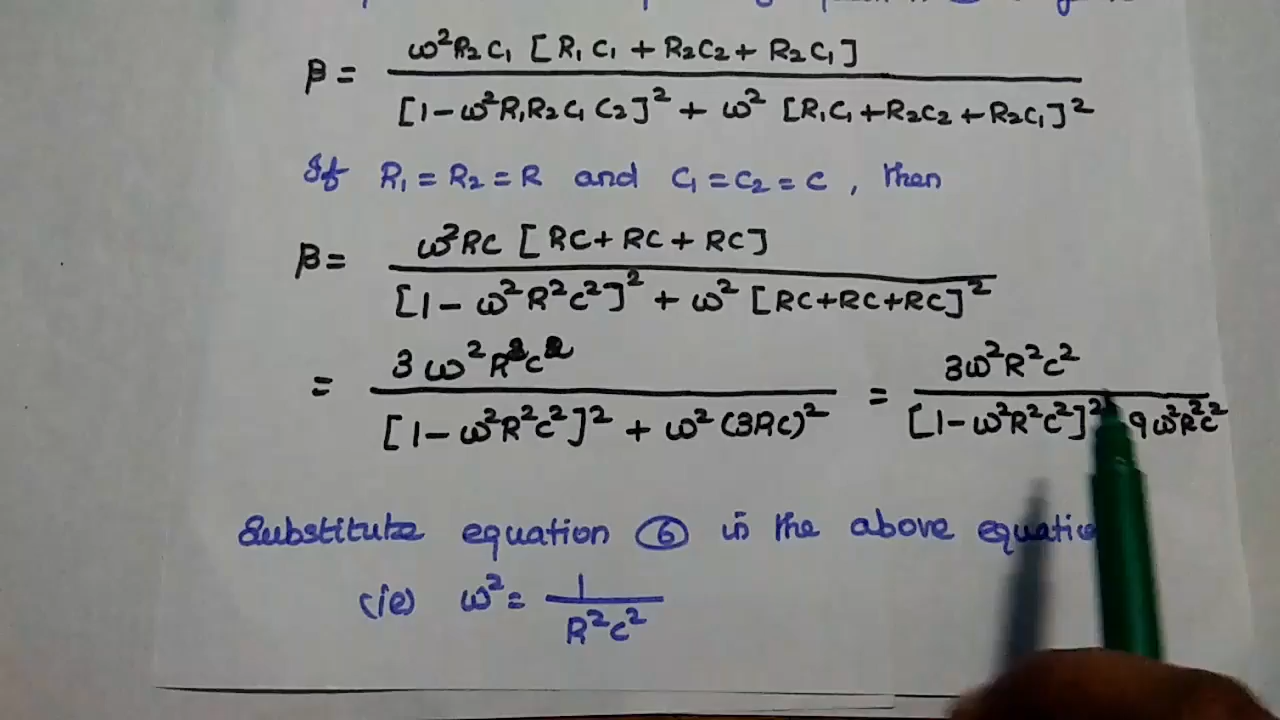 β = ω²R₂C₁ [R₁C₁ + R₂C₂ + R₂C₁] / [1 - ω²R₁R₂C₁C₂]² + ω² [R₁C₁ + R₂C₂ + R₂C₁]²
If R₁ = R₂ = R and C₁ = C₂ = C, then
β = ω²RC [RC + RC + RC] / [1 - ω²R²C²]² + ω² [RC + RC + RC]²
= 3ω²R²C² / [1 - ω²R²C²]² + ω²(3RC)² = 3ω²R²C² / [1 - ω²R²C²]² 9ω²R²C²
Substitute equation ⑥ in the above
(ie) ω² = 1 / R²C²